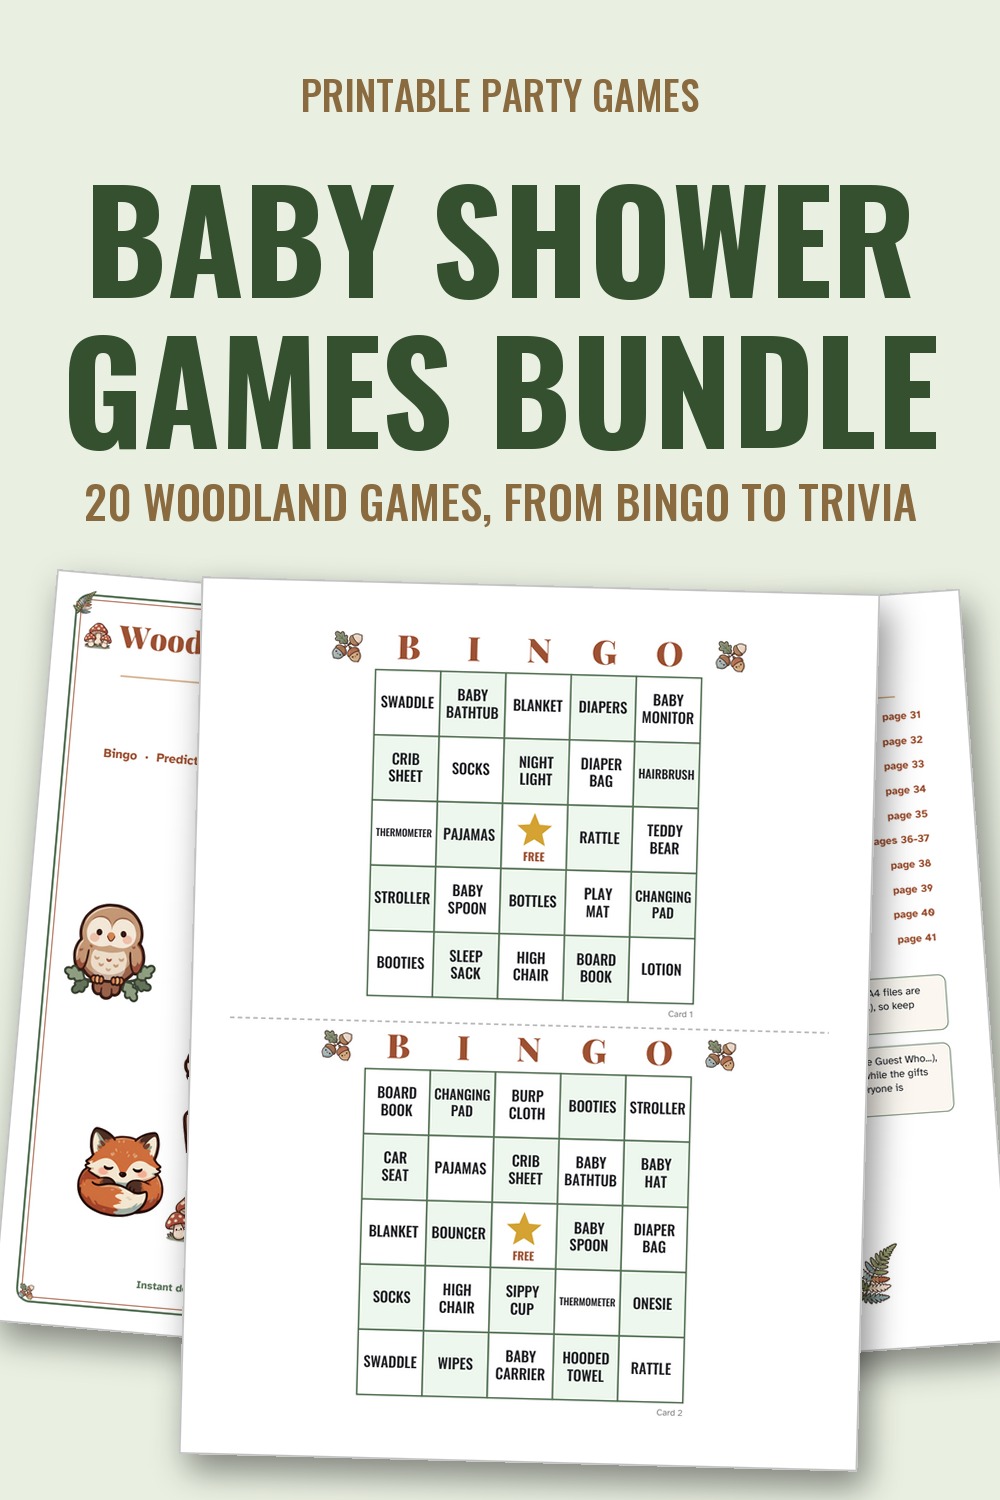 PRINTABLE PARTY GAMES
BABY SHOWER
GAMES BUNDLE
20 WOODLAND GAMES, FROM BINGO TO TRIVIA
Wood
Bingo · Predict
Instant d
B I N G O
SWADDLE BABY BATHTUB BLANKET DIAPERS BABY MONITOR
CRIB SHEET SOCKS NIGHT LIGHT DIAPER BAG HAIRBRUSH
THERMOMETER PAJAMAS FREE RATTLE TEDDY BEAR
STROLLER BABY SPOON BOTTLES PLAY MAT CHANGING PAD
BOOTIES SLEEP SACK HIGH CHAIR BOARD BOOK LOTION
Card 1
B I N G O
BOARD BOOK CHANGING PAD BURP CLOTH BOOTIES STROLLER
CAR SEAT PAJAMAS CRIB SHEET BABY BATHTUB BABY HAT
BLANKET BOUNCER FREE BABY SPOON DIAPER BAG
SOCKS HIGH CHAIR SIPPY CUP THERMOMETER ONESIE
SWADDLE WIPES BABY CARRIER HOODED TOWEL RATTLE
Card 2
page 31
page 32
page 33
page 34
page 35
ages 36-37
page 38
page 39
page 40
page 41
A4 files are
), so keep
e Guest Who...),
while the gifts
ryone is